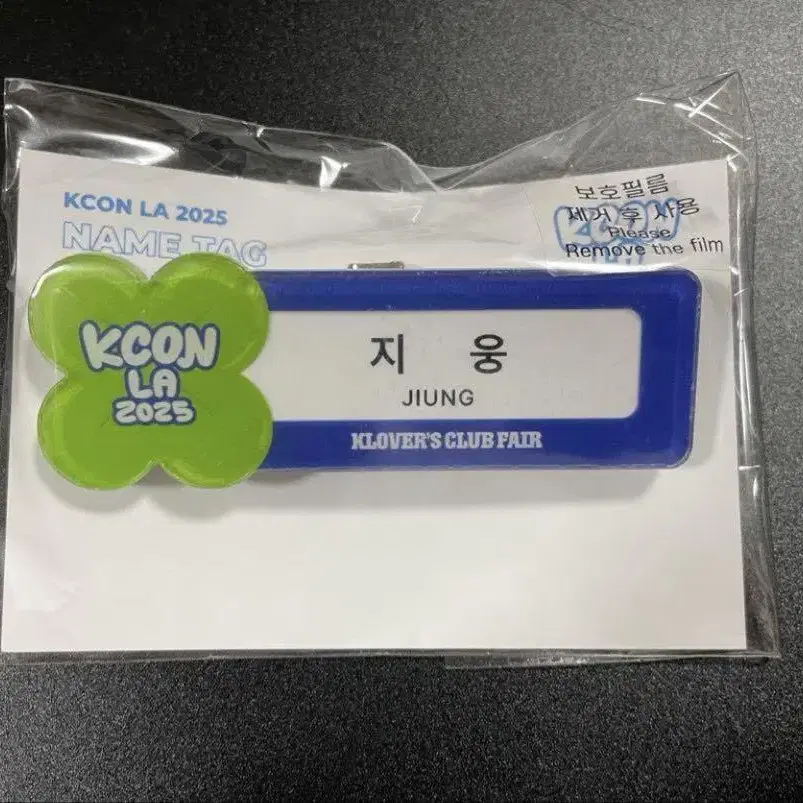 KCON LA 2025
NAME TAG
보호필름
제거 후 사용
Please
Remove the film
KCON
LA
2025
지 웅
JIUNG
KLOVER'S CLUB FAIR